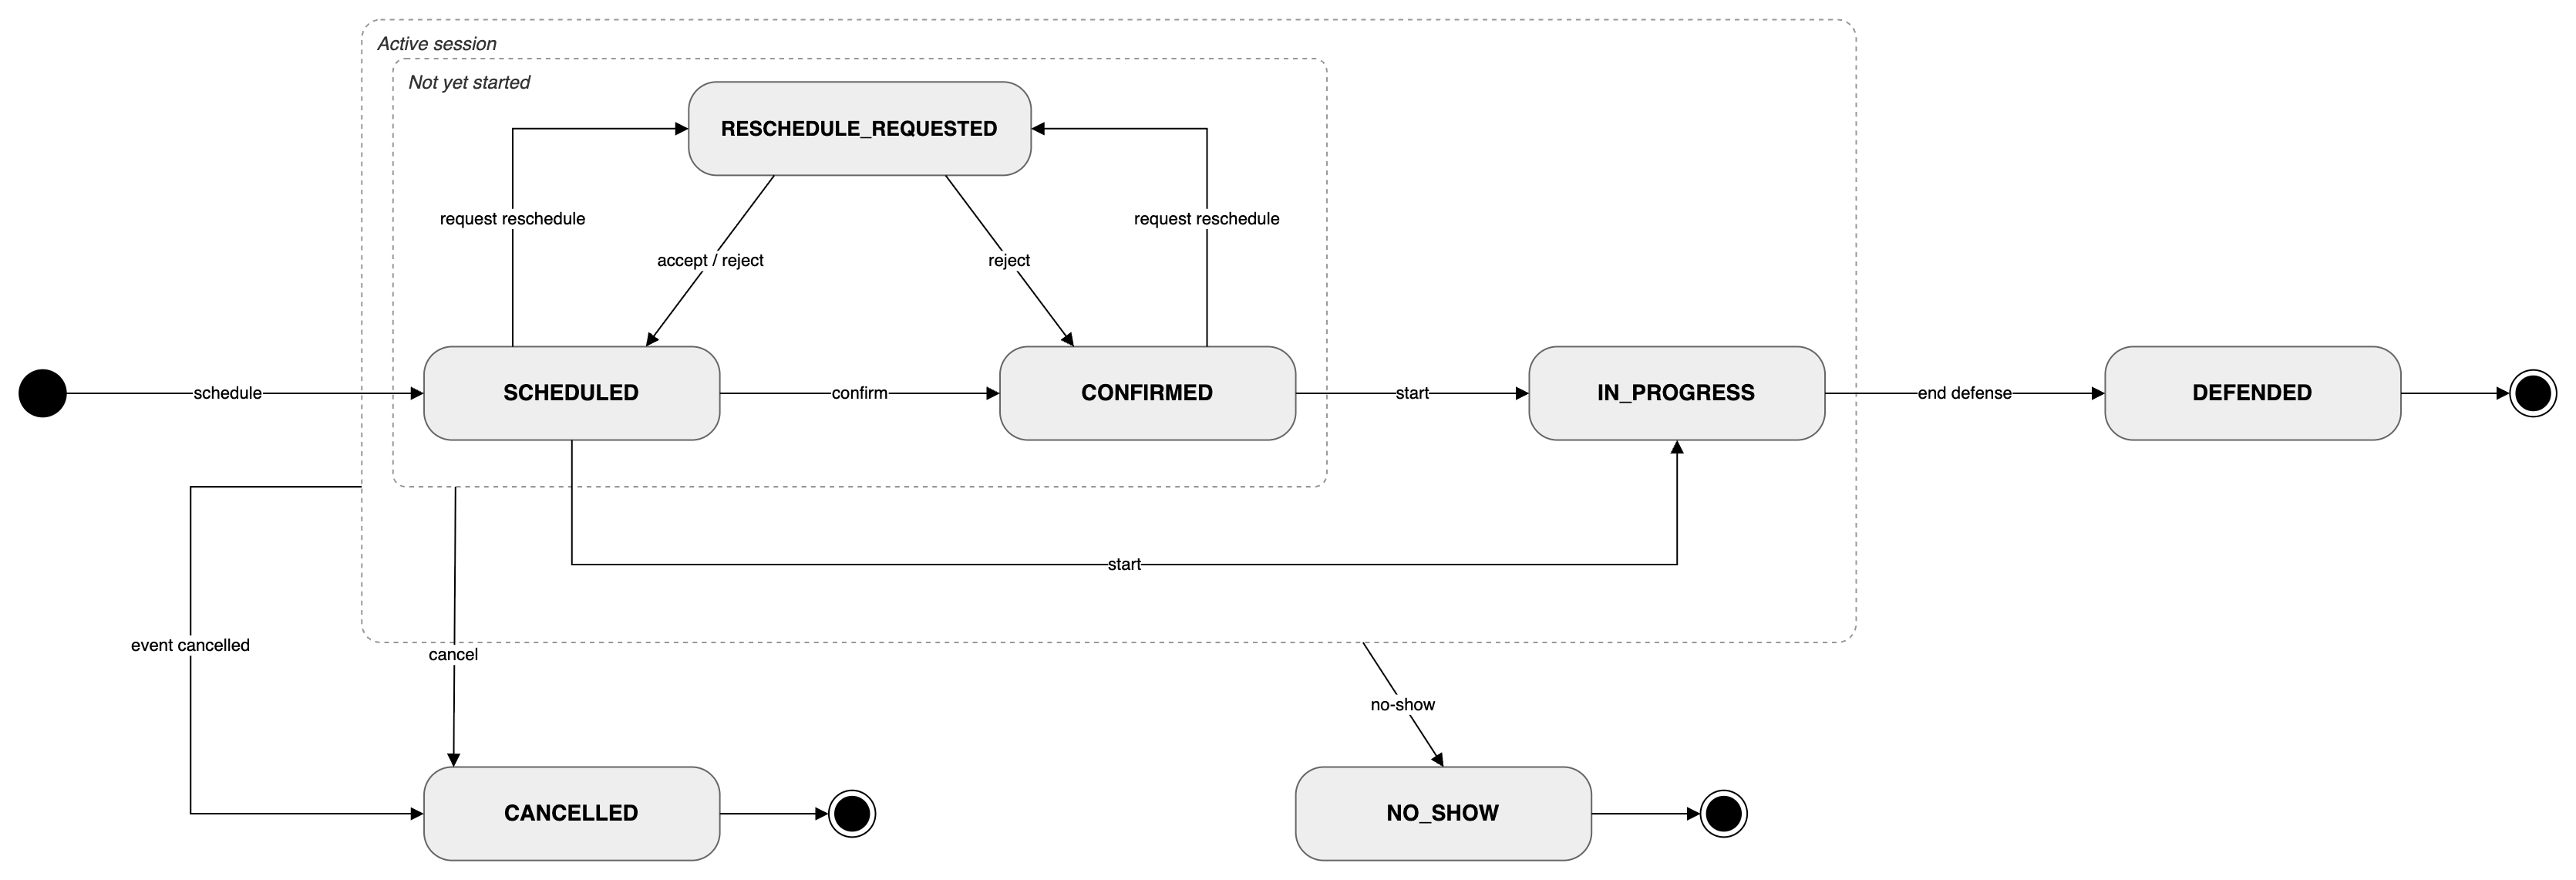 Active session
Not yet started
RESCHEDULE_REQUESTED
request reschedule
request reschedule
accept / reject
reject
schedule
SCHEDULED
confirm
CONFIRMED
start
IN_PROGRESS
end defense
DEFENDED
start
event cancelled
cancel
no-show
CANCELLED
NO_SHOW